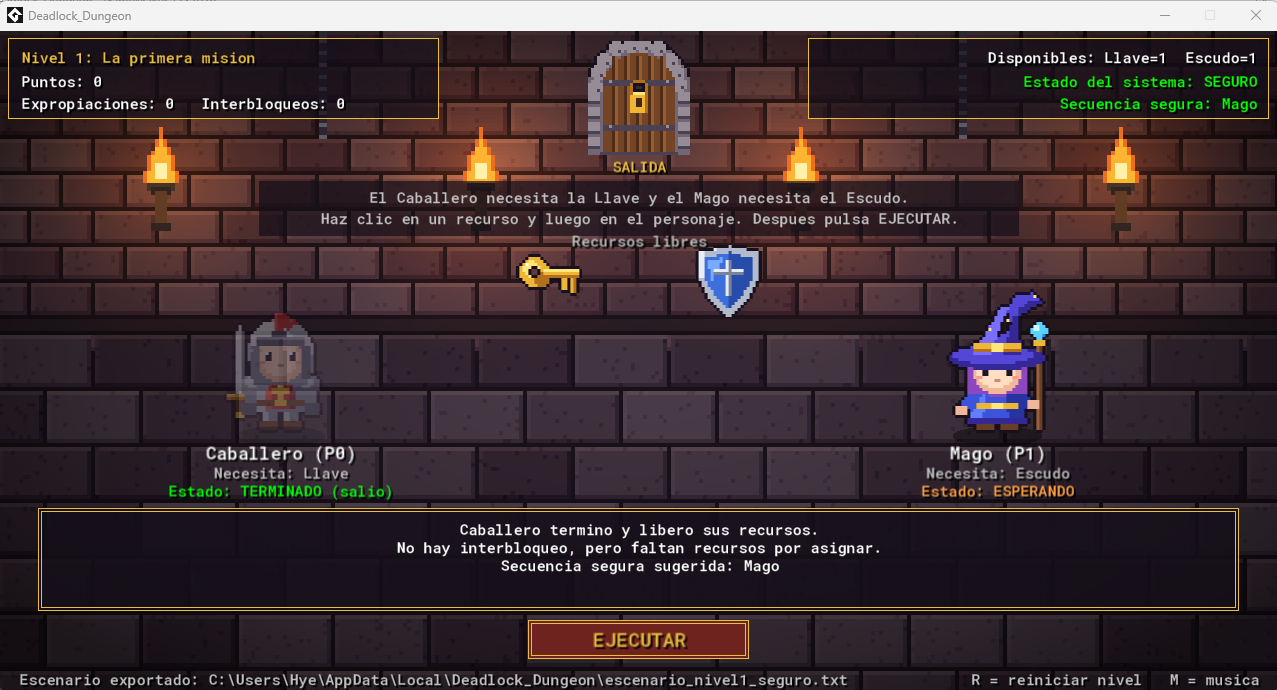 Deadlock_Dungeon
Nivel 1: La primera mision
Puntos: 0
Expropiaciones: 0 Interbloqueos: 0
Disponibles: Llave=1 Escudo=1
Estado del sistema: SEGURO
Secuencia segura: Mago
SALIDA
El Caballero necesita la Llave y el Mago necesita el Escudo.
Haz clic en un recurso y luego en el personaje. Despues pulsa EJECUTAR.
Recursos libres
Caballero (P0)
Necesita: Llave
Estado: TERMINADO (salio)
Mago (P1)
Necesita: Escudo
Estado: ESPERANDO
Caballero termino y libero sus recursos.
No hay interbloqueo, pero faltan recursos por asignar.
Secuencia segura sugerida: Mago
EJECUTAR
Escenario exportado: C:\Users\Hye\AppData\Local\Deadlock_Dungeon\escenario_nivel1_seguro.txt
R = reiniciar nivel M = musica